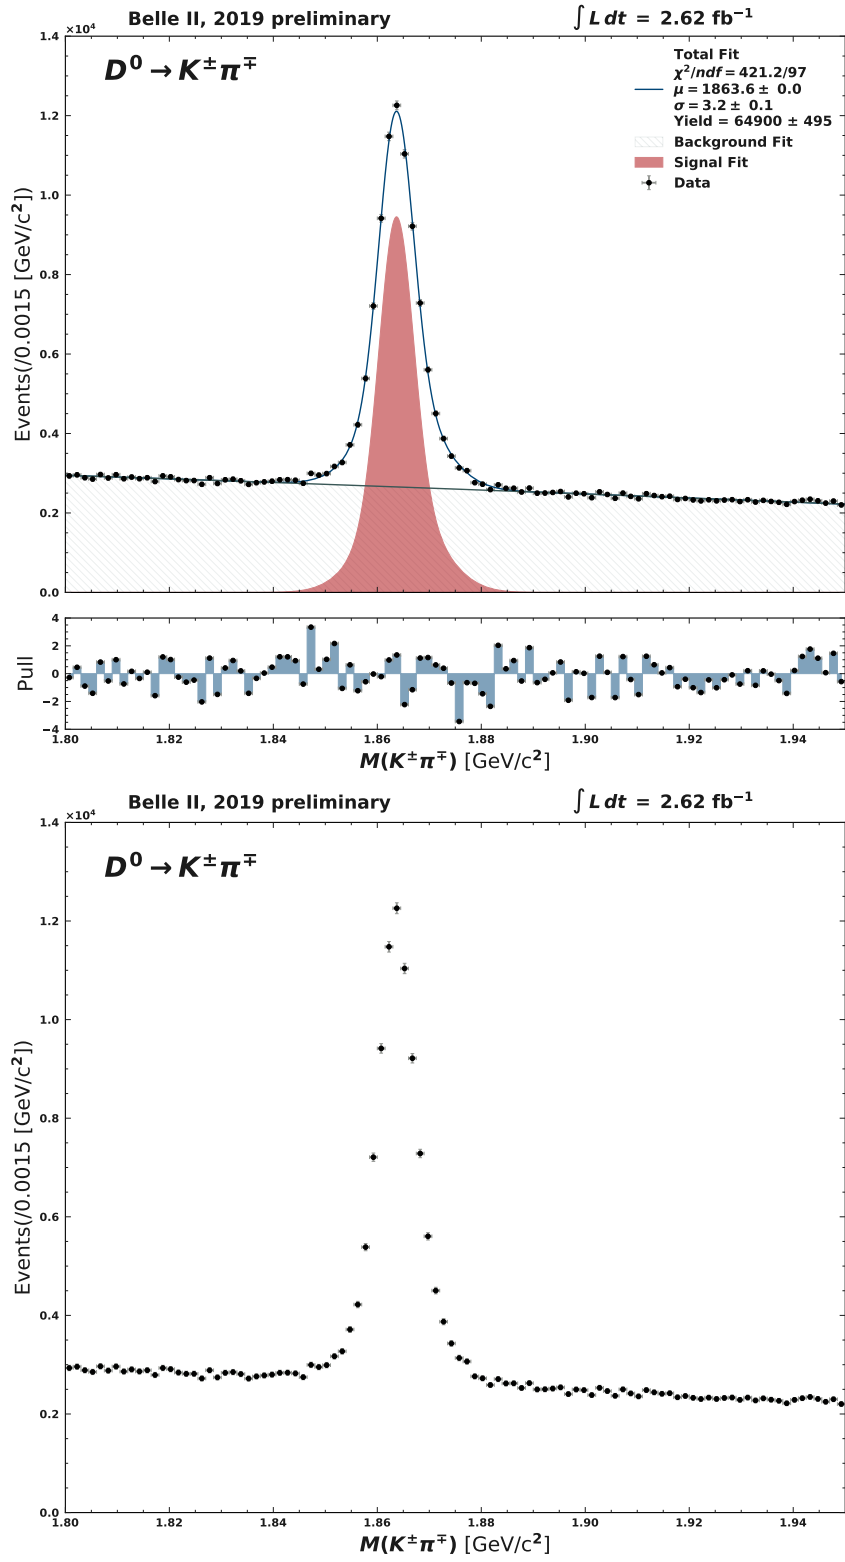 Belle II, 2019 preliminary
∫ L dt = 2.62 fb⁻¹
×10⁴
D⁰ → K±π∓
Total Fit
χ²/ndf = 421.2/97
μ = 1863.6 ± 0.0
σ = 3.2 ± 0.1
Yield = 64900 ± 495
Background Fit
Signal Fit
Data
1.4
1.2
1.0
0.8
0.6
0.4
0.2
0.0
Events(/0.0015 [GeV/c²])
4
2
0
−2
−4
Pull
1.80 1.82 1.84 1.86 1.88 1.90 1.92 1.94
M(K±π∓) [GeV/c²]
Belle II, 2019 preliminary
∫ L dt = 2.62 fb⁻¹
×10⁴
D⁰ → K±π∓
1.4
1.2
1.0
0.8
0.6
0.4
0.2
0.0
Events(/0.0015 [GeV/c²])
1.80 1.82 1.84 1.86 1.88 1.90 1.92 1.94
M(K±π∓) [GeV/c²]